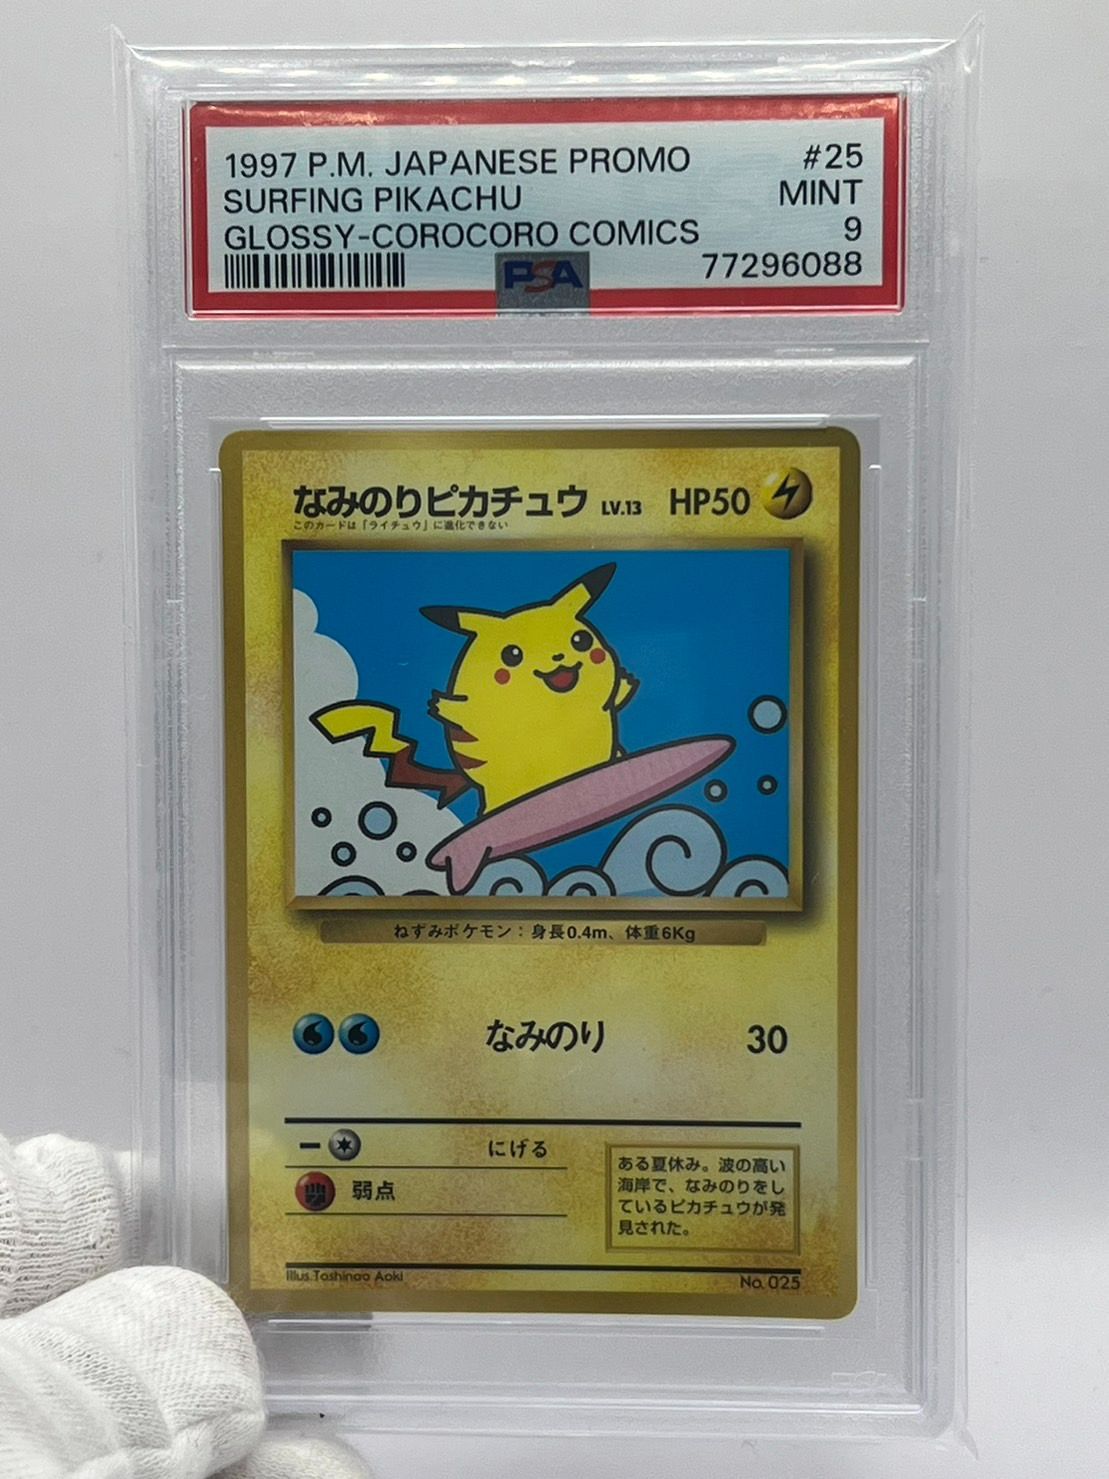 1997 P.M. JAPANESE PROMO #25
SURFING PIKACHU MINT
GLOSSY-COROCORO COMICS 9
PSA 77296088
なみのりピカチュウ LV.13 HP50
このカードは「ライチュウ」に進化できない
ねずみポケモン：身長0.4m、体重6Kg
なみのり 30
にげる
弱点
ある夏休み。波の高い
海岸で、なみのりをし
ているピカチュウが発
見された。
Illus.Toshinao Aoki No. 025